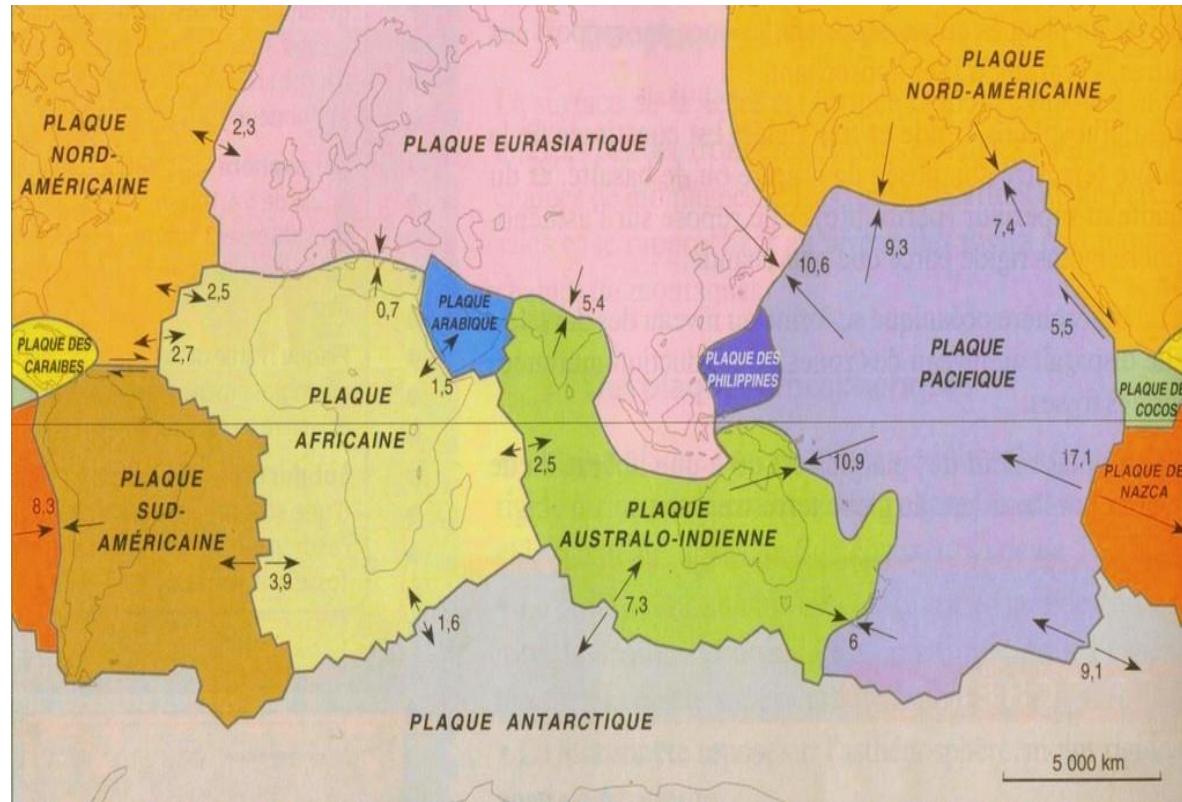 PLAQUE
NORD-
AMÉRICAINE
2,3
PLAQUE EURASIATIQUE
PLAQUE
NORD-AMÉRICAINE
2,5
2,7
0,7
PLAQUE
ARABIQUE
1,5
5,4
10,6
9,3
7,4
5,5
PLAQUE DES
CARAIBES
PLAQUE
AFRICAINE
PLAQUE DES
PHILIPPINES
PLAQUE
PACIFIQUE
PLAQUE DE
COCOS
2,5
10,9
17,1
PLAQUE DE
NAZCA
8.3
PLAQUE
SUD-
AMÉRICAINE
PLAQUE
AUSTRALO-INDIENNE
3,9
1,6
7,3
6
9,1
PLAQUE ANTARCTIQUE
5 000 km